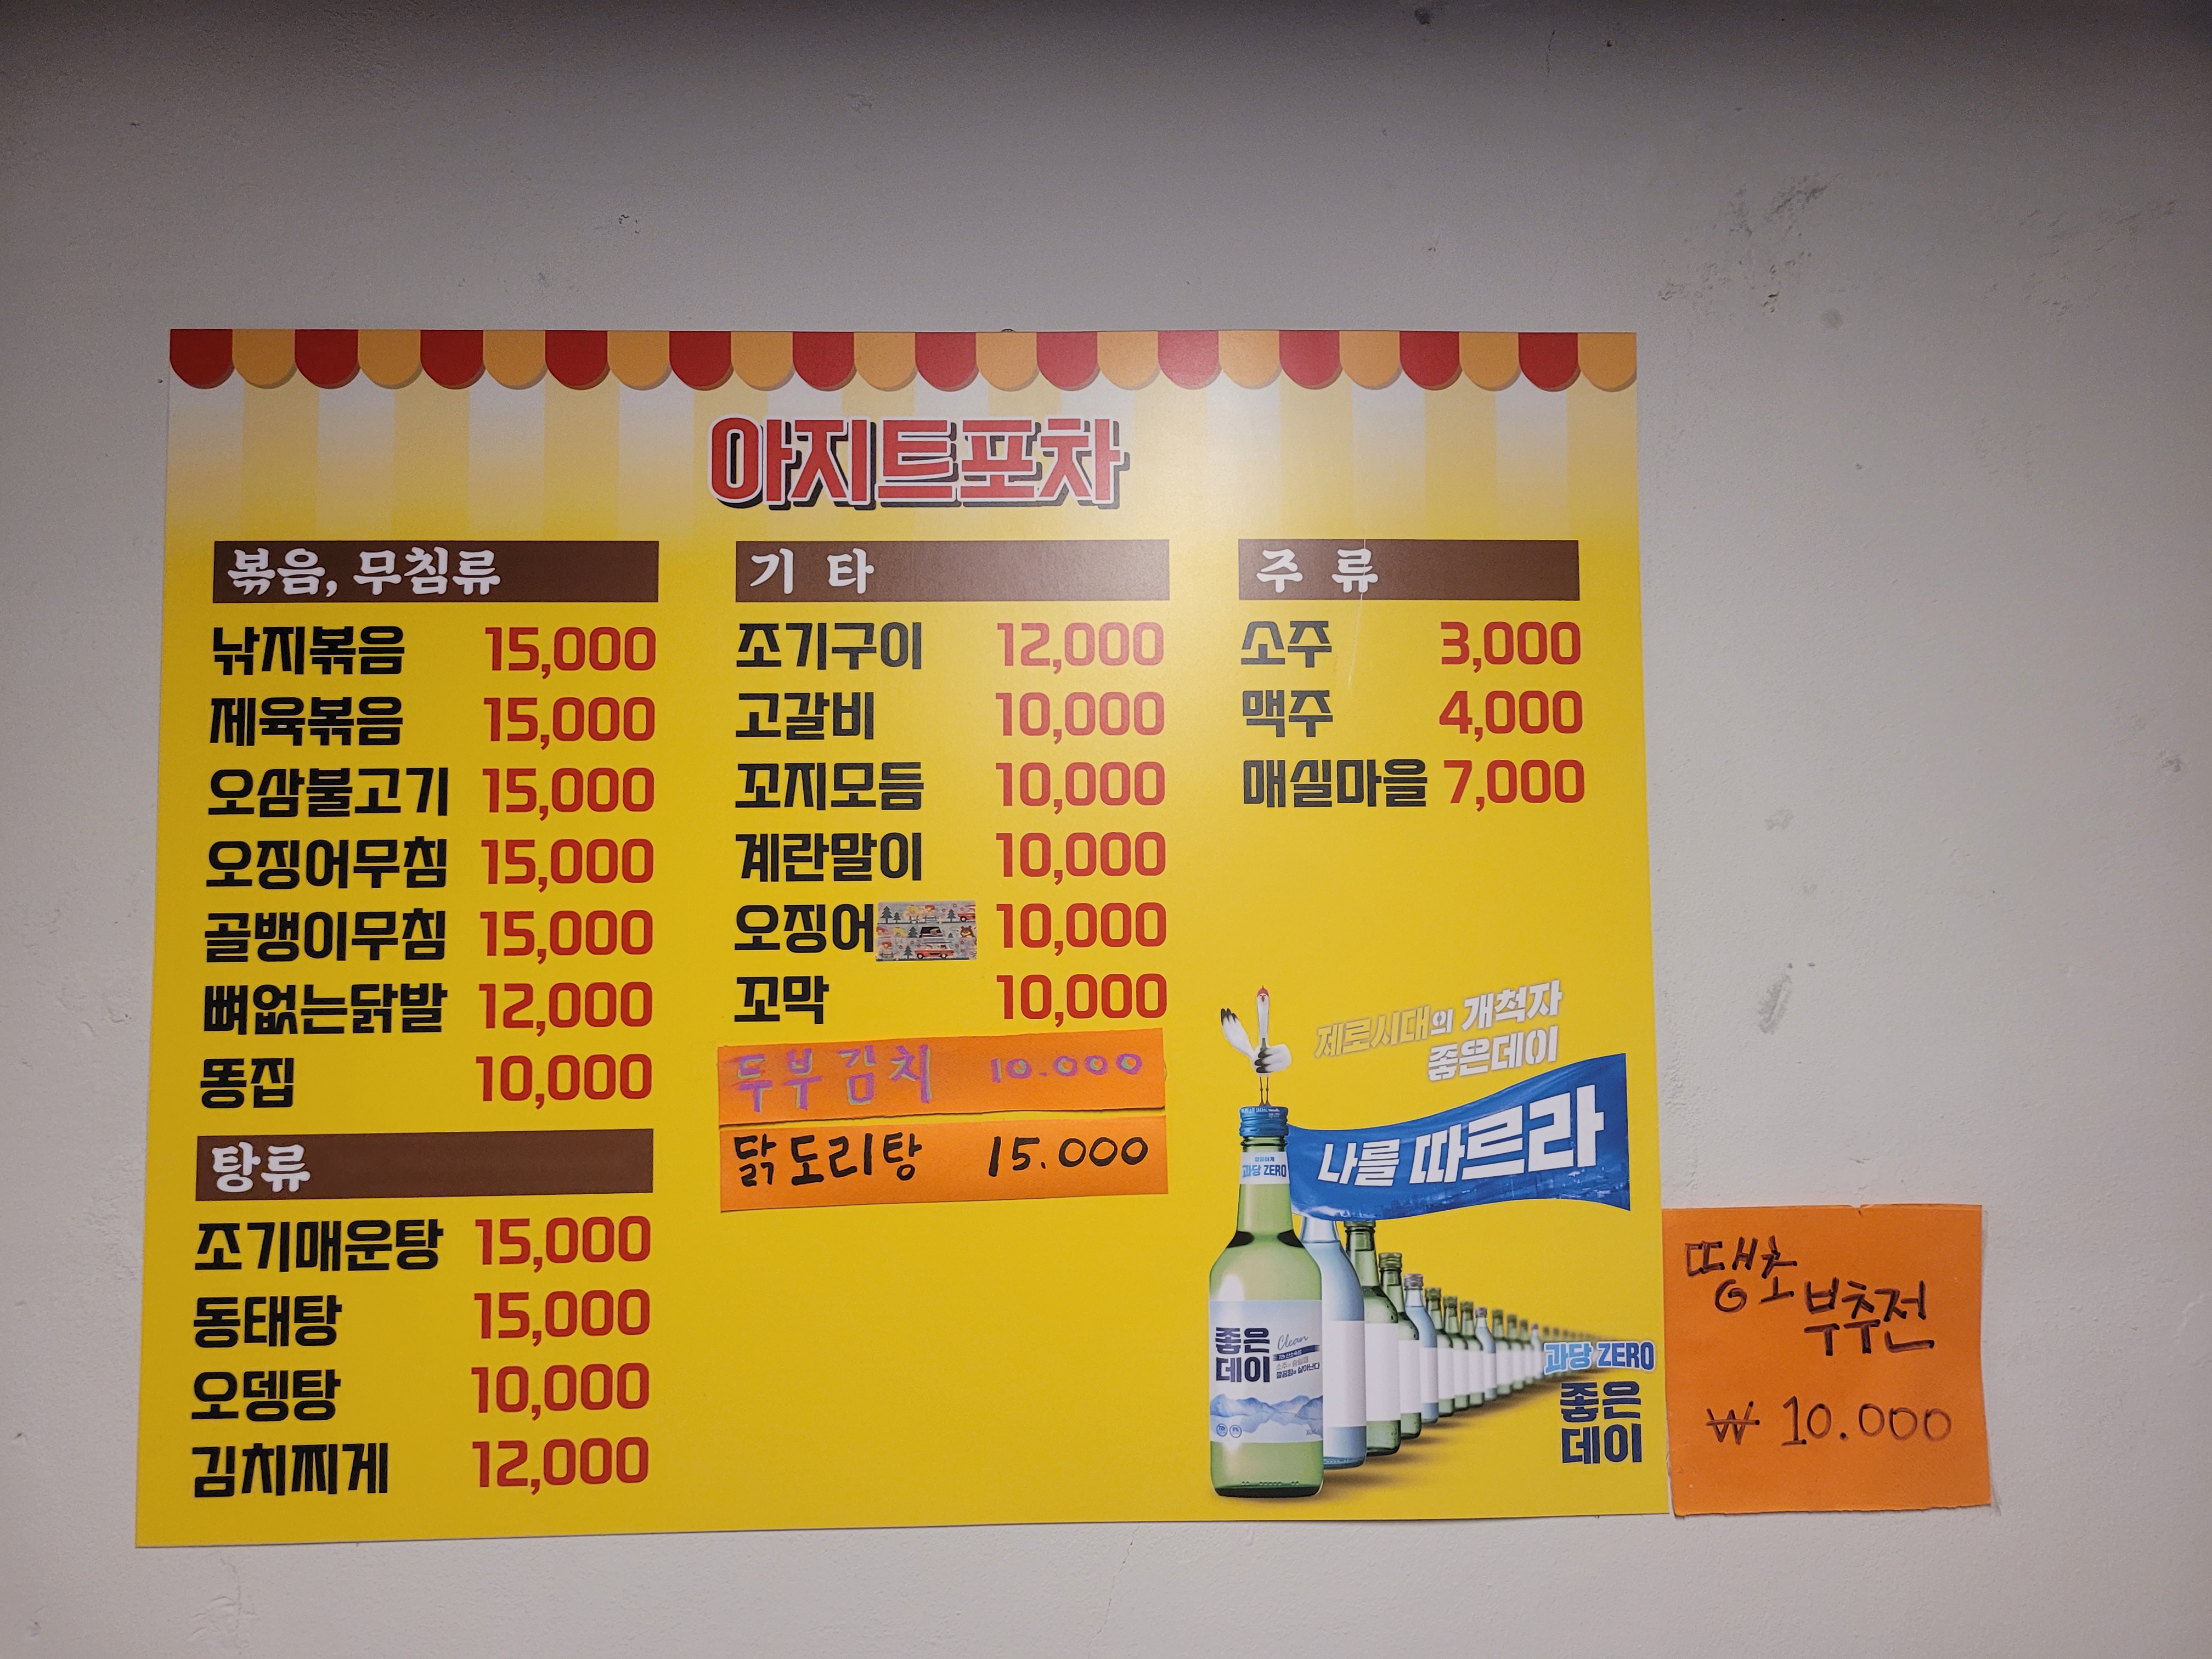 아지트포차
볶음, 무침류
낚지볶음 15,000
제육볶음 15,000
오삼불고기 15,000
오징어무침 15,000
골뱅이무침 15,000
뼈없는닭발 12,000
똥집 10,000
탕류
조기매운탕 15,000
동태탕 15,000
오뎅탕 10,000
김치찌게 12,000
기 타
조기구이 12,000
고갈비 10,000
꼬지모듬 10,000
계란말이 10,000
오징어 10,000
꼬막 10,000
두부김치 10.000
닭도리탕 15.000
주 류
소주 3,000
맥주 4,000
매실마을 7,000
제로시대의 개척자
좋은데이
나를 따르라
과당 ZERO
좋은
데이
Clean
과당 ZERO
좋은
데이
땡초
부추전
₩ 10.000